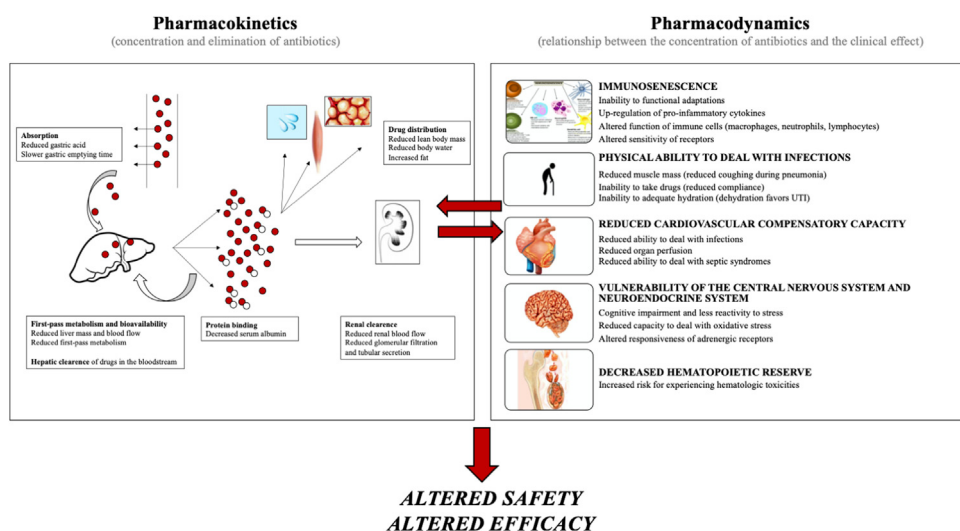 Pharmacokinetics
(concentration and elimination of antibiotics)
Absorption
Reduced gastric acid
Slower gastric emptying time
Drug distribution
Reduced lean body mass
Reduced body water
Increased fat
First-pass metabolism and bioavailability
Reduced liver mass and blood flow
Reduced first-pass metabolism
Hepatic clearence of drugs in the bloodstream
Protein binding
Decreased serum albumin
Renal clearence
Reduced renal blood flow
Reduced glomerular filtration
and tubular secretion
Pharmacodynamics
(relationship between the concentration of antibiotics and the clinical effect)
IMMUNOSENESCENCE
Inability to functional adaptations
Up-regulation of pro-inflammatory cytokines
Altered function of immune cells (macrophages, neutrophils, lymphocytes)
Altered sensitivity of receptors
PHYSICAL ABILITY TO DEAL WITH INFECTIONS
Reduced muscle mass (reduced coughing during pneumonia)
Inability to take drugs (reduced compliance)
Inability to adequate hydration (dehydration favors UTI)
REDUCED CARDIOVASCULAR COMPENSATORY CAPACITY
Reduced ability to deal with infections
Reduced organ perfusion
Reduced ability to deal with septic syndromes
VULNERABILITY OF THE CENTRAL NERVOUS SYSTEM AND
NEUROENDOCRINE SYSTEM
Cognitive impairment and less reactivity to stress
Reduced capacity to deal with oxidative stress
Altered responsiveness of adrenergic receptors
DECREASED HEMATOPOIETIC RESERVE
Increased risk for experiencing hematologic toxicities
ALTERED SAFETY
ALTERED EFFICACY